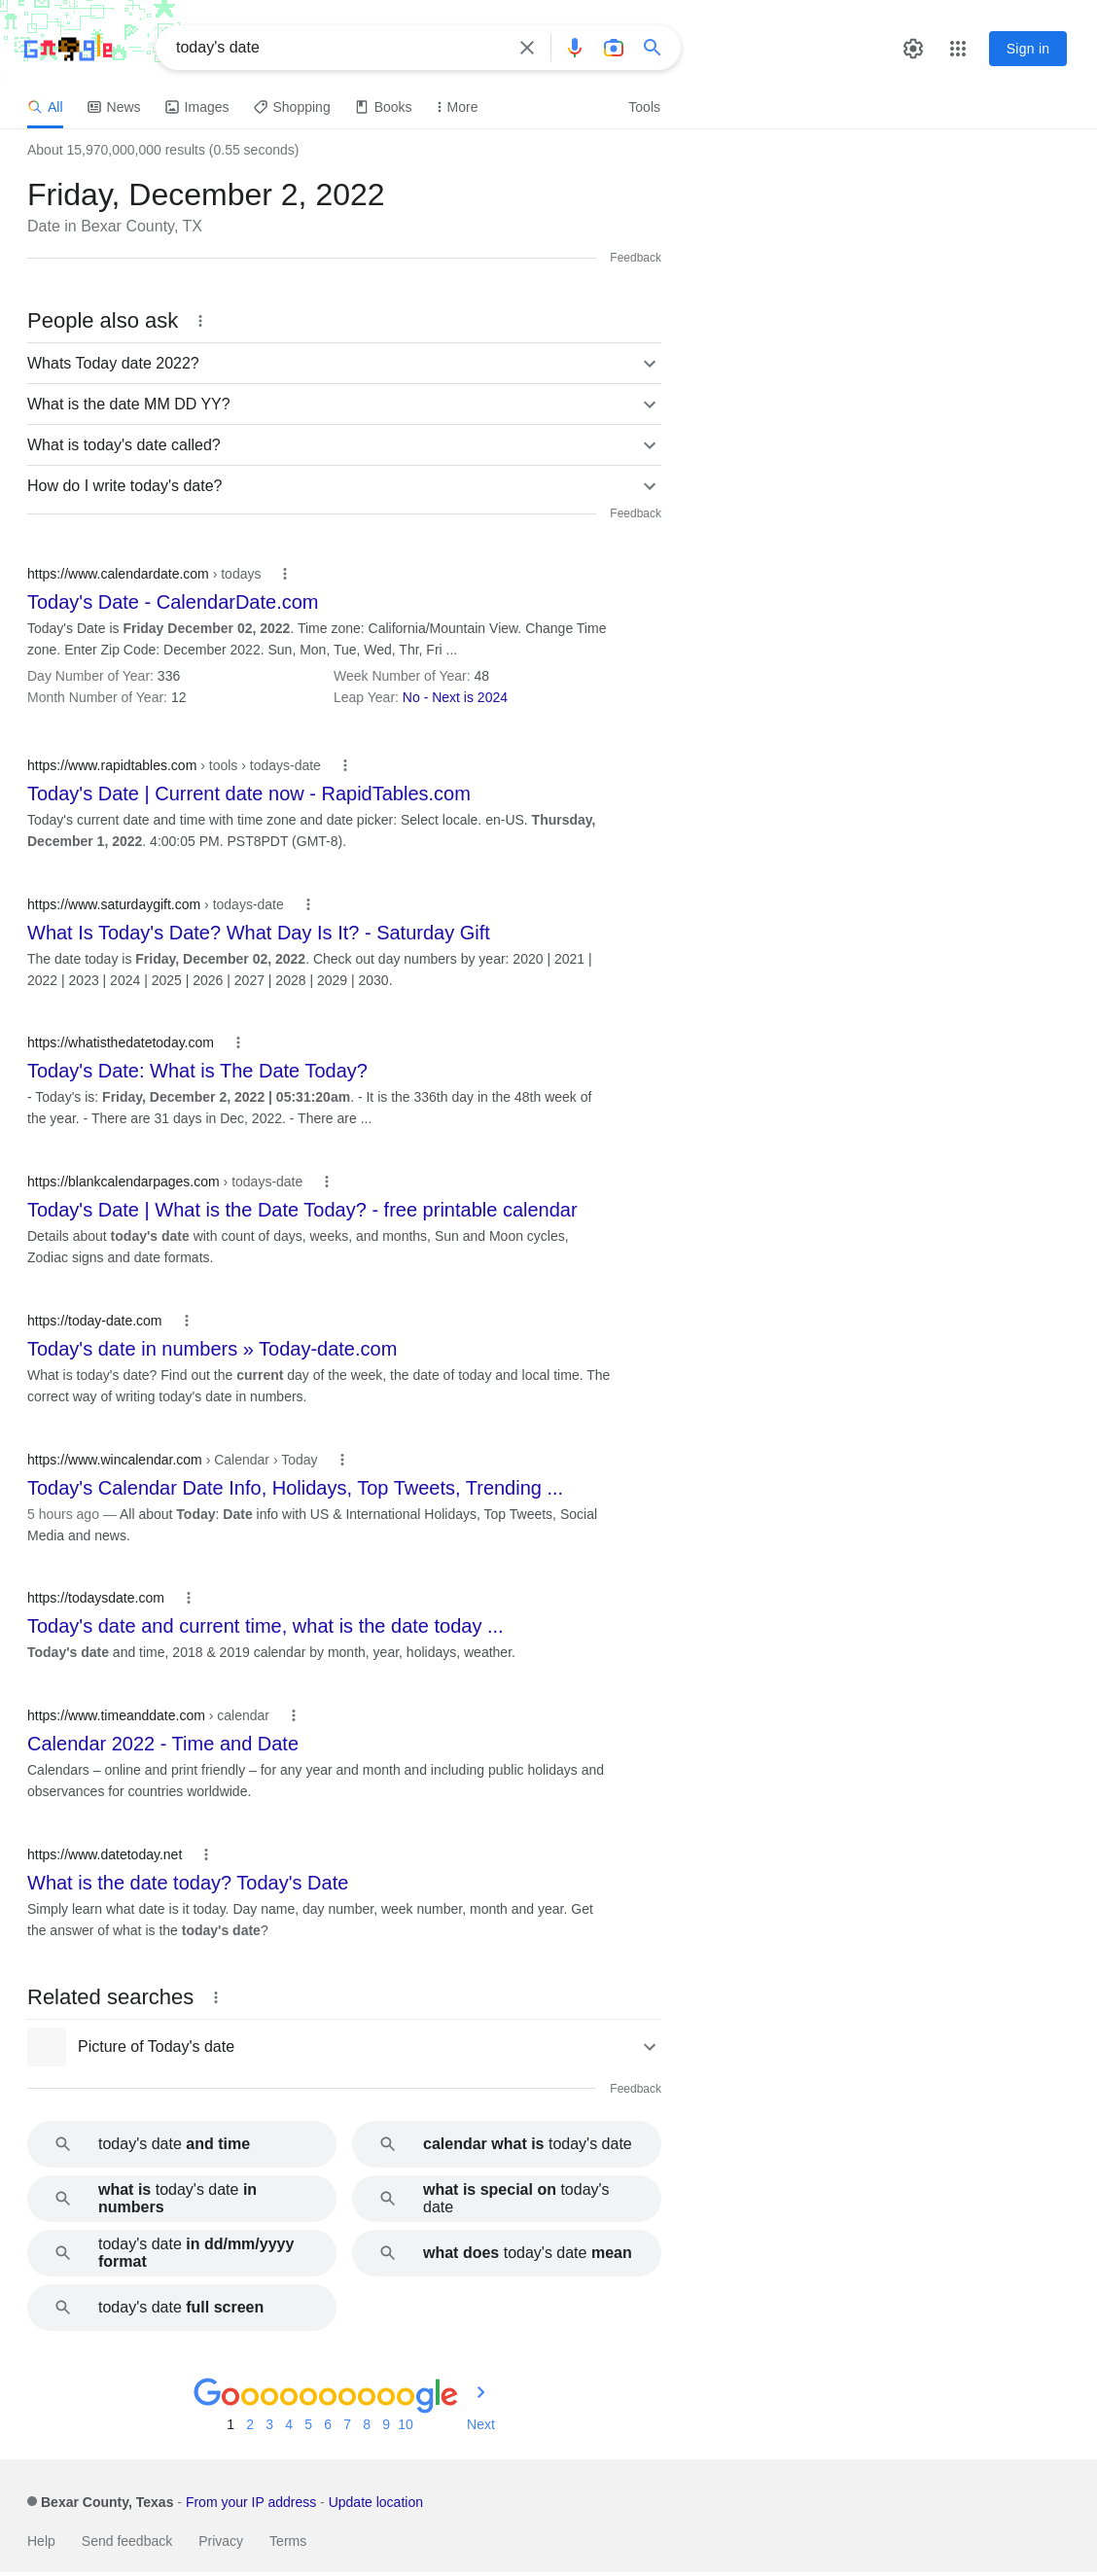 Google
today's date
Sign in
All
News
Images
Shopping
Books
More
Tools
About 15,970,000,000 results (0.55 seconds)
Friday, December 2, 2022
Date in Bexar County, TX
Feedback
People also ask
Whats Today date 2022?
What is the date MM DD YY?
What is today's date called?
How do I write today's date?
Feedback
https://www.calendardate.com › todays
Today's Date - CalendarDate.com
Today's Date is Friday December 02, 2022. Time zone: California/Mountain View. Change Time
zone. Enter Zip Code: December 2022. Sun, Mon, Tue, Wed, Thr, Fri ...
Day Number of Year: 336
Week Number of Year: 48
Month Number of Year: 12
Leap Year: No - Next is 2024
https://www.rapidtables.com › tools › todays-date
Today's Date | Current date now - RapidTables.com
Today's current date and time with time zone and date picker: Select locale. en-US. Thursday,
December 1, 2022. 4:00:05 PM. PST8PDT (GMT-8).
https://www.saturdaygift.com › todays-date
What Is Today's Date? What Day Is It? - Saturday Gift
The date today is Friday, December 02, 2022. Check out day numbers by year: 2020 | 2021 |
2022 | 2023 | 2024 | 2025 | 2026 | 2027 | 2028 | 2029 | 2030.
https://whatisthedatetoday.com
Today's Date: What is The Date Today?
- Today's is: Friday, December 2, 2022 | 05:31:20am. - It is the 336th day in the 48th week of
the year. - There are 31 days in Dec, 2022. - There are ...
https://blankcalendarpages.com › todays-date
Today's Date | What is the Date Today? - free printable calendar
Details about today's date with count of days, weeks, and months, Sun and Moon cycles,
Zodiac signs and date formats.
https://today-date.com
Today's date in numbers » Today-date.com
What is today's date? Find out the current day of the week, the date of today and local time. The
correct way of writing today's date in numbers.
https://www.wincalendar.com › Calendar › Today
Today's Calendar Date Info, Holidays, Top Tweets, Trending ...
5 hours ago — All about Today: Date info with US & International Holidays, Top Tweets, Social
Media and news.
https://todaysdate.com
Today's date and current time, what is the date today ...
Today's date and time, 2018 & 2019 calendar by month, year, holidays, weather.
https://www.timeanddate.com › calendar
Calendar 2022 - Time and Date
Calendars – online and print friendly – for any year and month and including public holidays and
observances for countries worldwide.
https://www.datetoday.net
What is the date today? Today's Date
Simply learn what date is it today. Day name, day number, week number, month and year. Get
the answer of what is the today's date?
Related searches
Picture of Today's date
Feedback
today's date and time
calendar what is today's date
what is today's date in
numbers
what is special on today's
date
today's date in dd/mm/yyyy
format
what does today's date mean
today's date full screen
Goooooooooogle
1 2 3 4 5 6 7 8 9 10 Next
Bexar County, Texas - From your IP address - Update location
Help Send feedback Privacy Terms